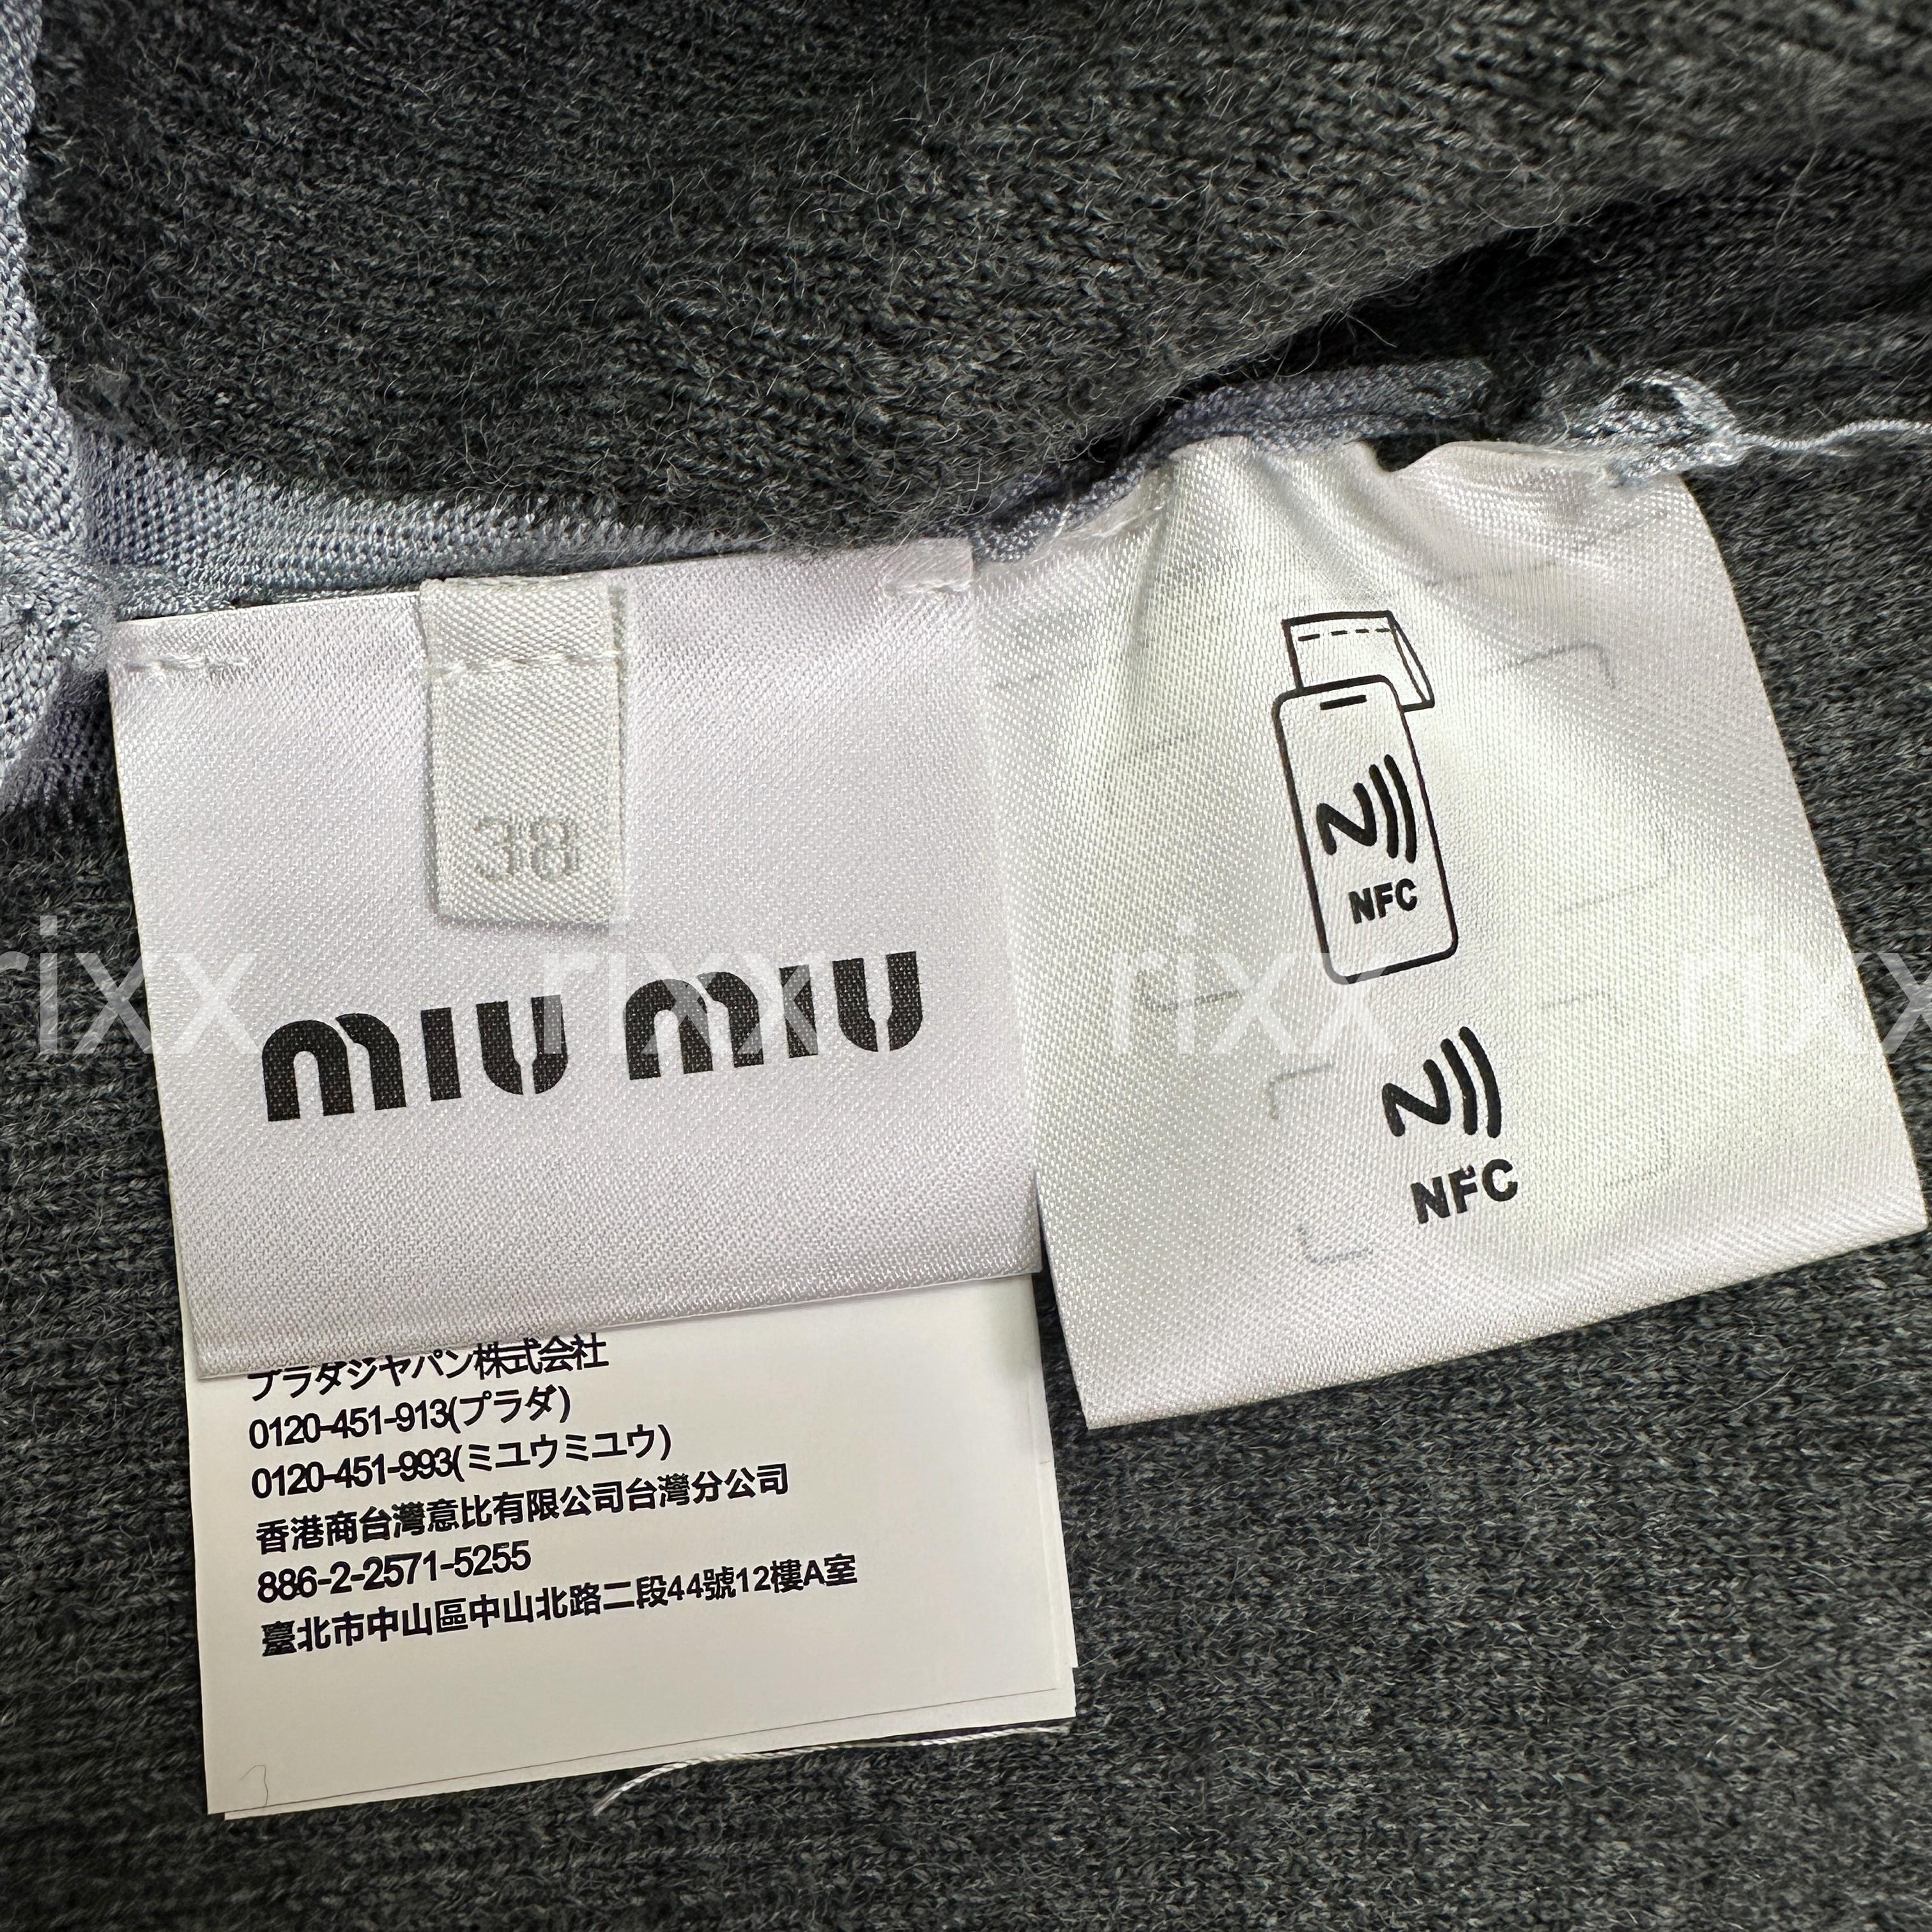 38
miu miu
プラダジャパン株式会社
0120-451-913(プラダ)
0120-451-993(ミユウミユウ)
香港商台灣意比有限公司台灣分公司
886-2-2571-5255
臺北市中山區中山北路二段44號12樓A室
NFC
NFC
rixx rixx rixx rixx